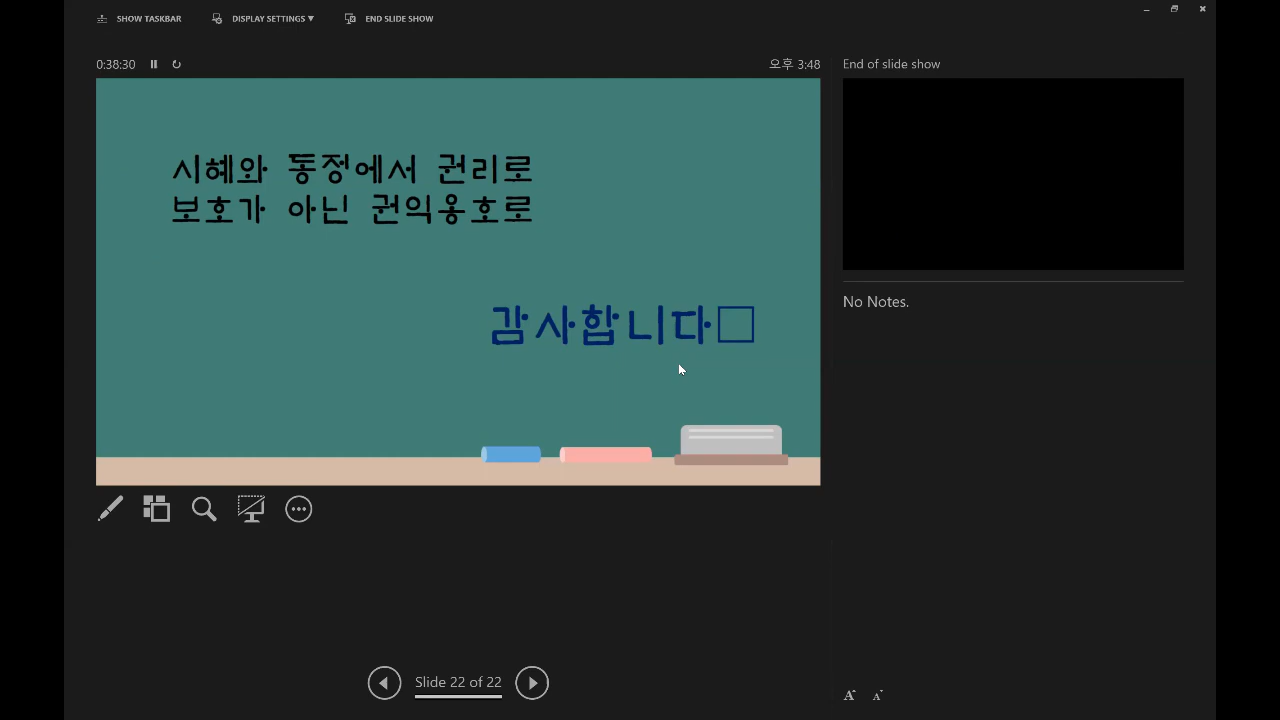 SHOW TASKBAR
DISPLAY SETTINGS ▼
END SLIDE SHOW
0:38:30
오후 3:48
End of slide show
시혜와 동정에서 권리로
보호가 아닌 권익옹호로
감사합니다□
No Notes.
Slide 22 of 22
A A